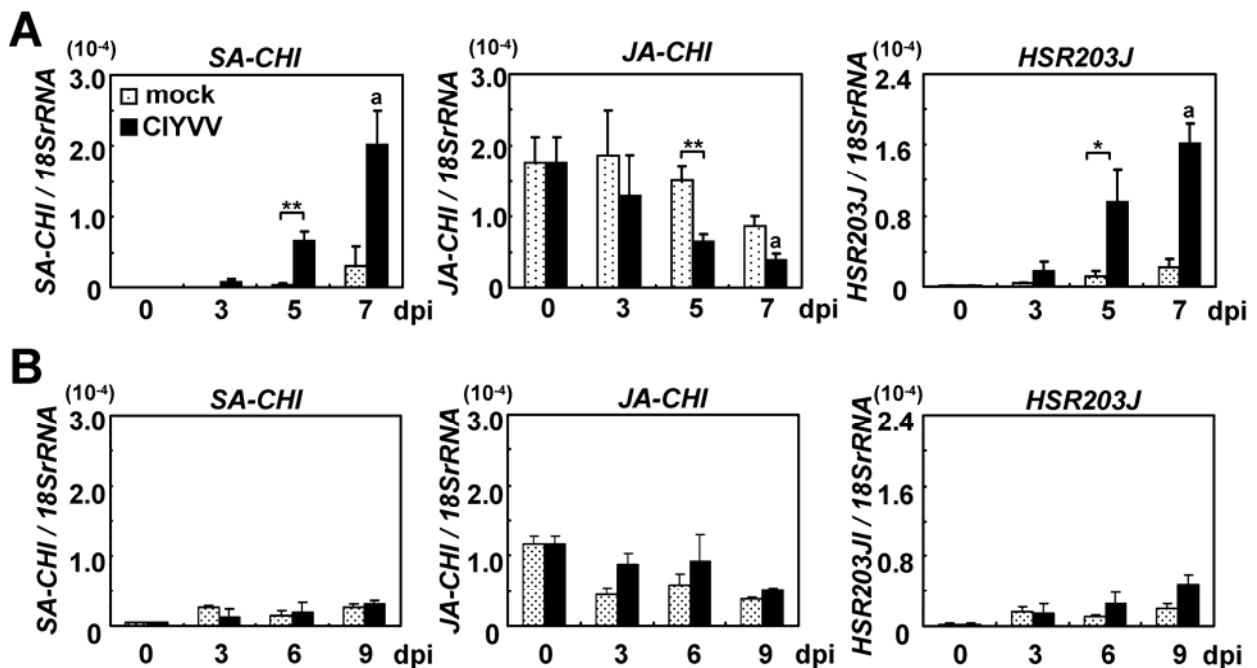 A
(10-4)
SA-CHI
SA-CHI / 18SrRNA
3.0
2.0
1.0
0
mock
ClYVV
**
a
0 3 5 7 dpi
(10-4)
JA-CHI
JA-CHI / 18SrRNA
3.0
2.0
1.0
0
**
a
0 3 5 7 dpi
(10-4)
HSR203J
HSR203J / 18SrRNA
2.4
1.6
0.8
0
*
a
0 3 5 7 dpi
B
(10-4)
SA-CHI
SA-CHI / 18SrRNA
3.0
2.0
1.0
0
0 3 6 9 dpi
(10-4)
JA-CHI
JA-CHI / 18SrRNA
3.0
2.0
1.0
0
0 3 6 9 dpi
(10-4)
HSR203J
HSR203JI / 18SrRNA
2.4
1.6
0.8
0
0 3 6 9 dpi